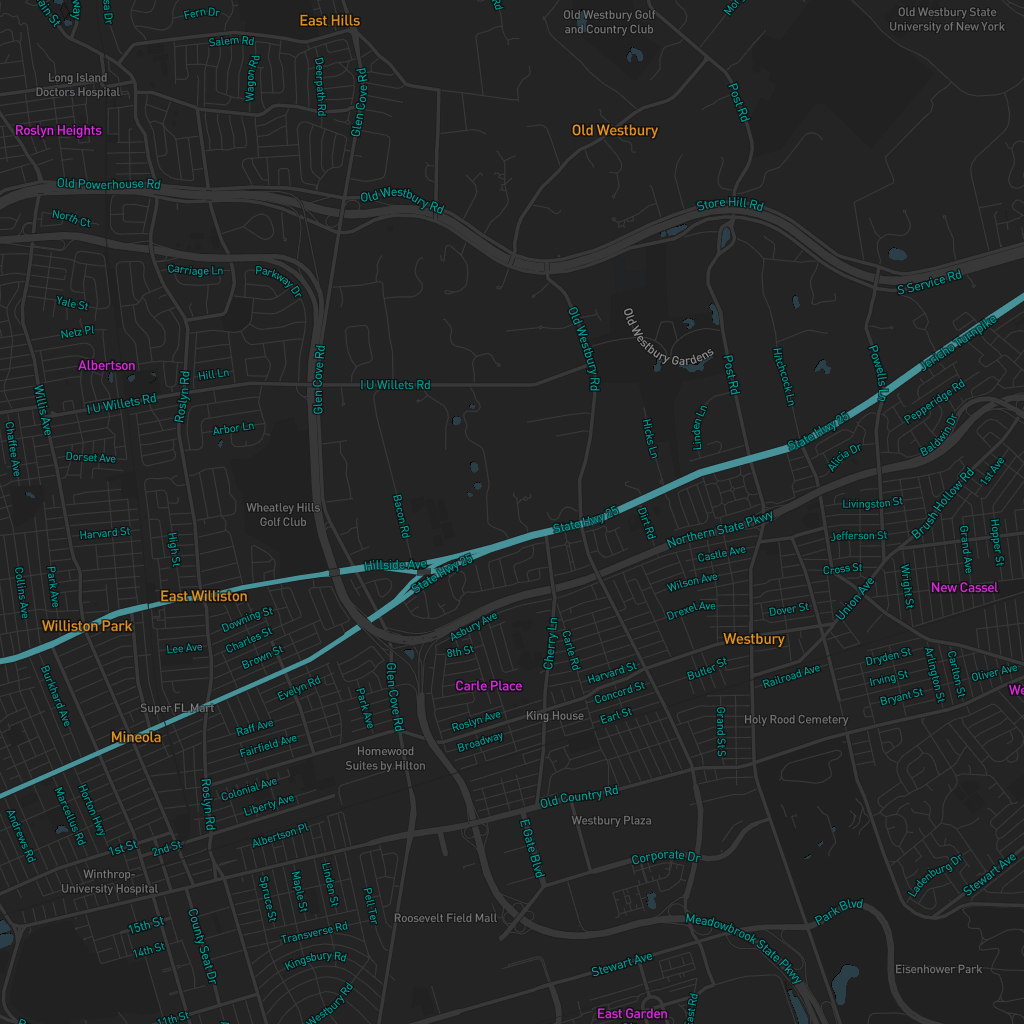 Fern Dr
East Hills
Old Westbury Golf
and Country Club
Old Westbury State
University of New York
Salem Rd
Wagon Rd
Deerpath Rd
Glen Cove Rd
Long Island
Doctors Hospital
Post Rd
Roslyn Heights
Old Westbury
Old Powerhouse Rd
Old Westbury Rd
Store Hill Rd
North Ct
Carriage Ln
Parkway Dr
S Service Rd
Yale St
Netz Pl
Old Westbury Rd
Old Westbury Gardens
Jericho Turnpike
Albertson
Hill Ln
Glen Cove Rd
I U Willets Rd
Post Rd
Hitchcock Ln
Powells Ln
Wills Ave
I U Willets Rd
Roslyn Rd
Pepperidge Rd
Chaffee Ave
Arbor Ln
Hicks Ln
Linden Ln
State Hwy 25
Baldwin Dr
Dorset Ave
Alicia Dr
1st Ave
Wheatley Hills
Golf Club
Bacon Rd
State Hwy 25
Dirt Rd
Northern State Pkwy
Livingston St
Brush Hollow Rd
Harvard St
High St
Jefferson St
Grand Ave
Hopper St
Hillside Ave
State Hwy 25
Castle Ave
Cross St
Collins Ave
Park Ave
East Williston
Wilson Ave
Wright St
New Cassel
Williston Park
Downing St
Drexel Ave
Dover St
Union Ave
Lee Ave
Charles St
Brown St
Asbury Ave
8th St
Cherry Ln
Carle Rd
Westbury
Dryden St
Burkhard Ave
Evelyn Rd
Glen Cove Rd
Carle Place
Harvard St
Butler St
Railroad Ave
Irving St
Arlington St
Carlton St
Oliver Ave
Super FL Mart
Park Ave
Concord St
Bryant St
Mineola
Raff Ave
Roslyn Ave
King House
Earl St
Grand St S
Holy Rood Cemetery
Fairfield Ave
Broadway
Homewood
Suites by Hilton
Roslyn Rd
Colonial Ave
Liberty Ave
Old Country Rd
Marcellus Rd
Horton Hwy
Andrews Rd
Albertson Pl
Westbury Plaza
1st St
2nd St
E Gate Blvd
Corporate Dr
Winthrop-
University Hospital
Spruce St
Maple St
Linden St
Pell Ter
Ladenburg Dr
Stewart Ave
Roosevelt Field Mall
15th St
14th St
County Seat Dr
Transverse Rd
Meadowbrook State Pkwy
Park Blvd
Kingsbury Rd
Stewart Ave
Eisenhower Park
Westbury Rd
11th St
East Garden